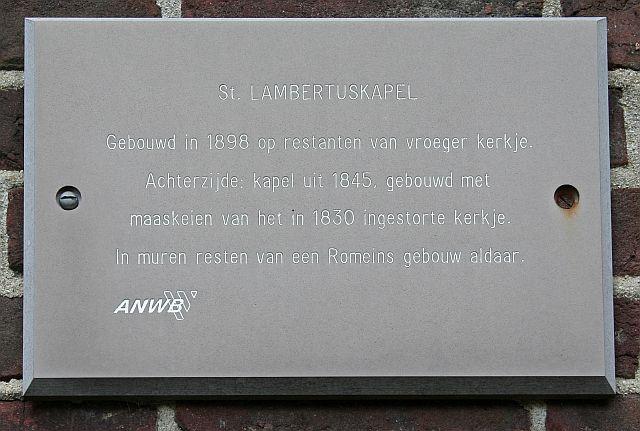 St. LAMBERTUSKAPEL
Gebouwd in 1898 op restanten van vroeger kerkje.
Achterzijde: kapel uit 1845, gebouwd met
maaskeien van het in 1830 ingestorte kerkje.
In muren resten van een Romeins gebouw aldaar.
ANWB